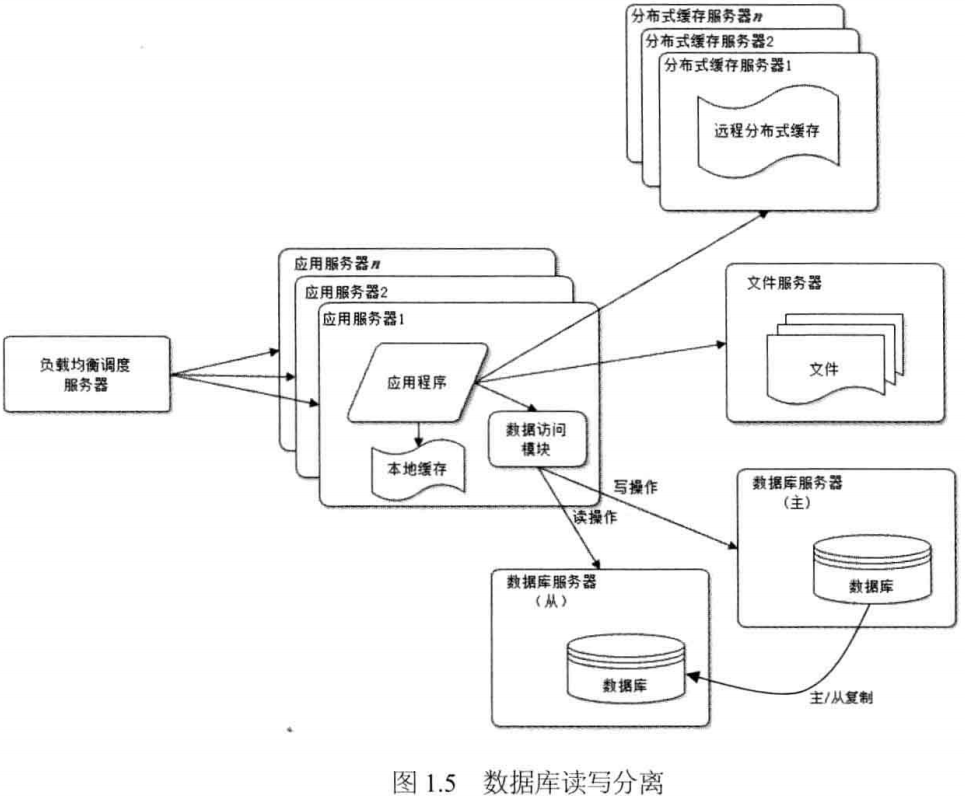 分布式缓存服务器n
分布式缓存服务器2
分布式缓存服务器1
远程分布式缓存
应用服务器n
应用服务器2
应用服务器1
文件服务器
负载均衡调度
服务器
应用程序
文件
数据访问
模块
本地缓存
写操作
读操作
数据库服务器
（主）
数据库
数据库服务器
（从）
数据库
主/从复制
图 1.5 数据库读写分离